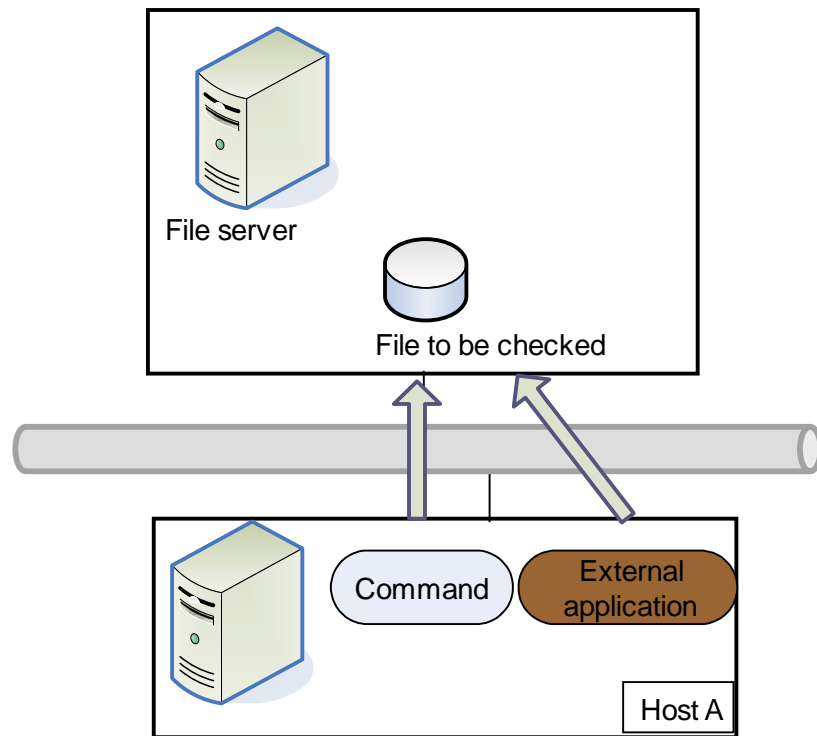 File server
File to be checked
Command
External
application
Host A